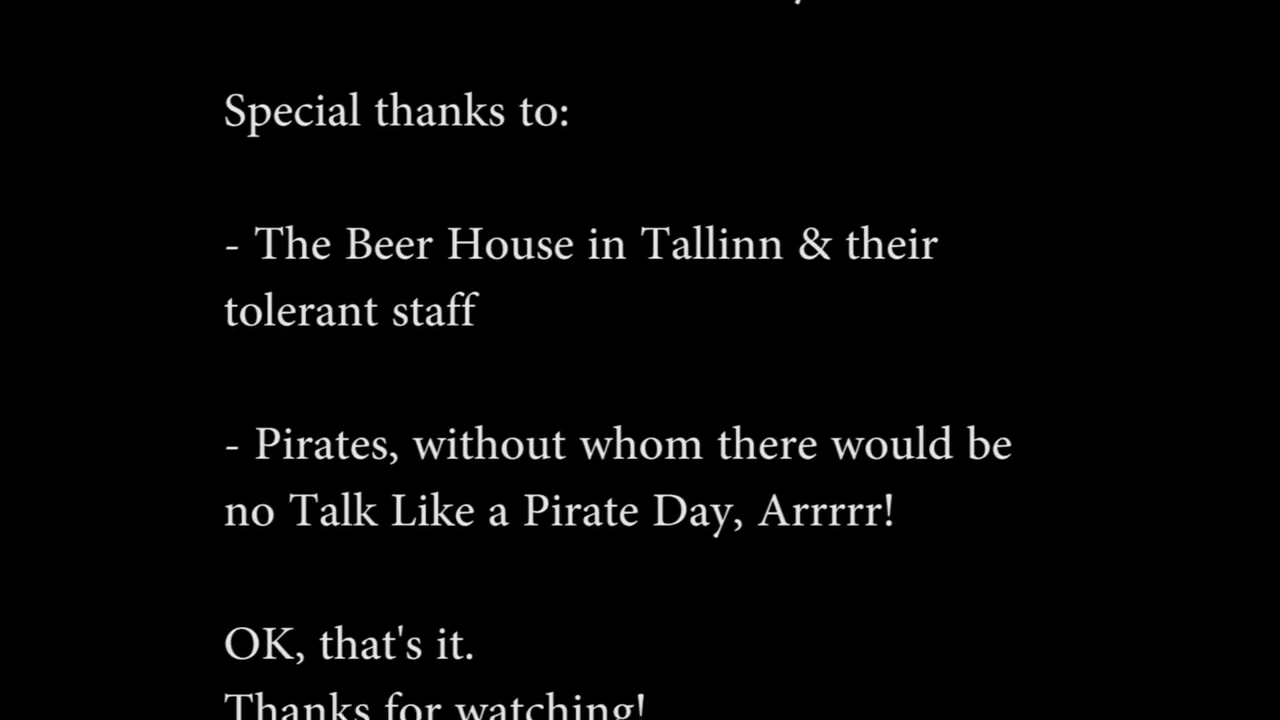 Special thanks to:
- The Beer House in Tallinn & their
tolerant staff
- Pirates, without whom there would be
no Talk Like a Pirate Day, Arrrrr!
OK, that's it.
Thanks for watching!